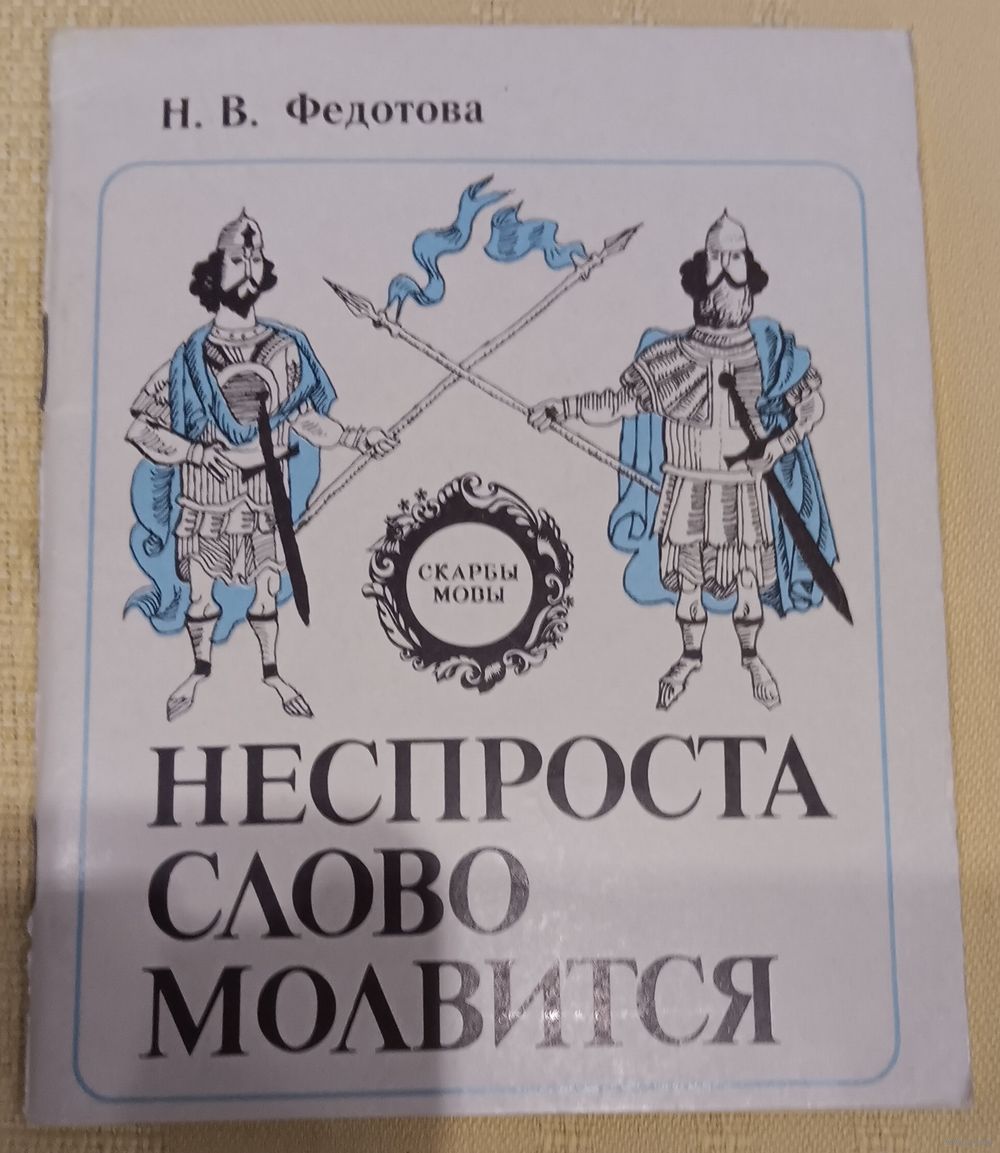 Н. В. Федотова
СКАРБЫ
МОВЫ
НЕСПРОСТА
СЛОВО
МОЛВИТСЯ